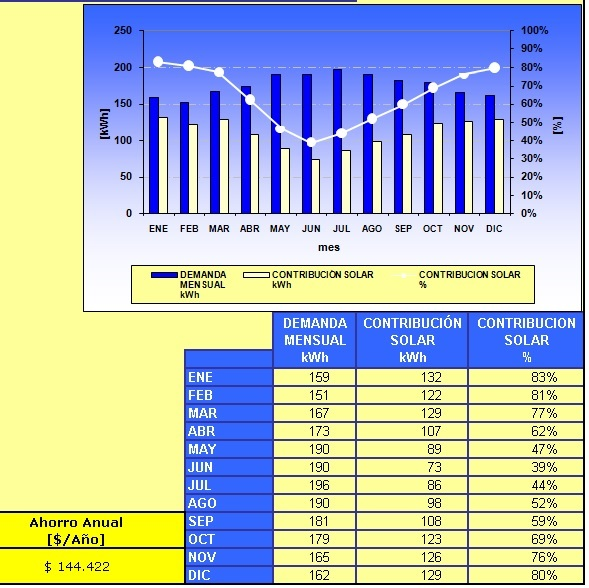 250 100%
90%
200 80%
70%
150 60%
50%
100 40%
30%
50 20%
10%
0 0%
[kWh]
[%]
ENE FEB MAR ABR MAY JUN JUL AGO SEP OCT NOV DIC
mes
DEMANDA MENSUAL kWh
CONTRIBUCIÓN SOLAR kWh
CONTRIBUCION SOLAR %
DEMANDA MENSUAL kWh CONTRIBUCIÓN SOLAR kWh CONTRIBUCION SOLAR %
ENE 159 132 83%
FEB 151 122 81%
MAR 167 129 77%
ABR 173 107 62%
MAY 190 89 47%
JUN 190 73 39%
JUL 196 86 44%
AGO 190 98 52%
SEP 181 108 59%
OCT 179 123 69%
NOV 165 126 76%
DIC 162 129 80%
Ahorro Anual
[$/Año]
$ 144.422